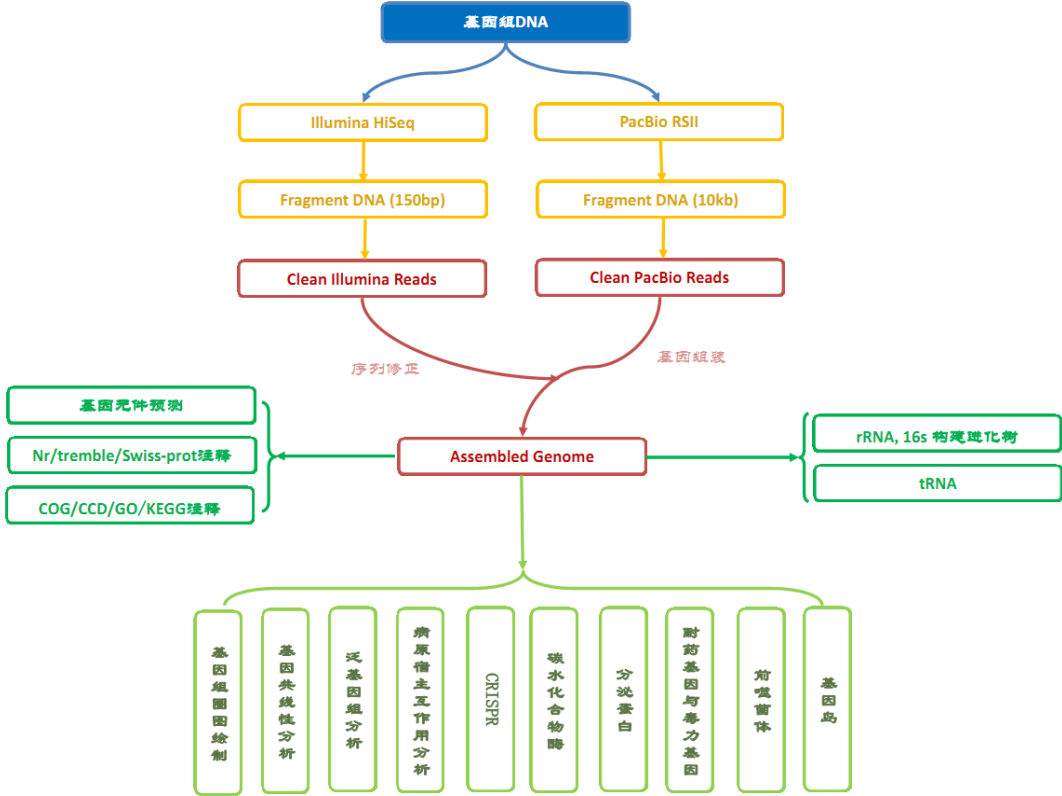 基因组DNA
Illumina HiSeq
PacBio RSII
Fragment DNA (150bp)
Fragment DNA (10kb)
Clean Illumina Reads
Clean PacBio Reads
序列修正
基因组装
基因元件预测
Nr/tremble/Swiss-prot注释
COG/CCD/GO/KEGG注释
Assembled Genome
rRNA, 16s 构建进化树
tRNA
基因组圈图绘制
基因共线性分析
泛基因组分析
病原宿主互作用分析
CRISPR
碳水化合物酶
分泌蛋白
耐药基因与毒力基因
前噬菌体
基因岛